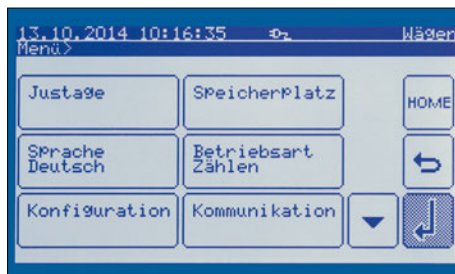 13.10.2014 10:16:35 Wägen
Menü>
Justage
Speicherplatz
HOME
Sprache
Deutsch
Betriebsart
Zählen
Konfiguration
Kommunikation